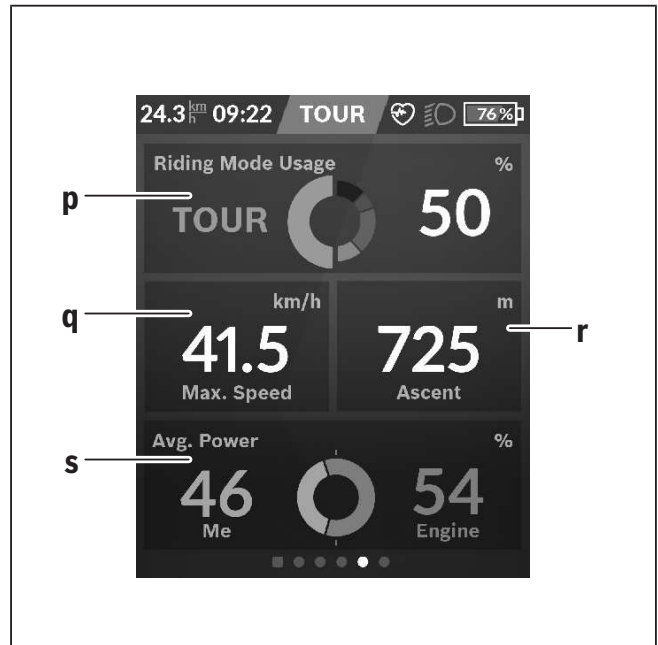 24.3 km/h 09:22 TOUR 76%
Riding Mode Usage %
p
TOUR 50
km/h m
q r
41.5 725
Max. Speed Ascent
Avg. Power %
s
46 54
Me Engine